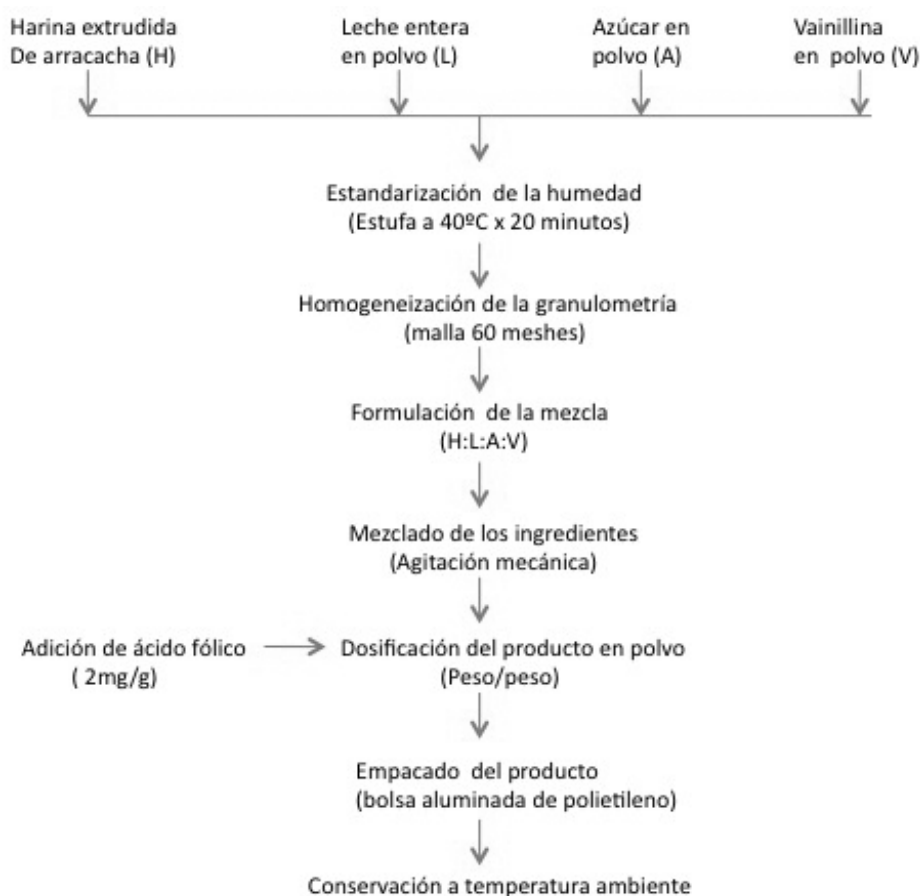 Harina extrudida
De arracacha (H)
Leche entera
en polvo (L)
Azúcar en
polvo (A)
Vainillina
en polvo (V)
Estandarización de la humedad
(Estufa a 40ºC x 20 minutos)
Homogeneización de la granulometría
(malla 60 meshes)
Formulación de la mezcla
(H:L:A:V)
Mezclado de los ingredientes
(Agitación mecánica)
Adición de ácido fólico
( 2mg/g)
Dosificación del producto en polvo
(Peso/peso)
Empacado del producto
(bolsa aluminada de polietileno)
Conservación a temperatura ambiente